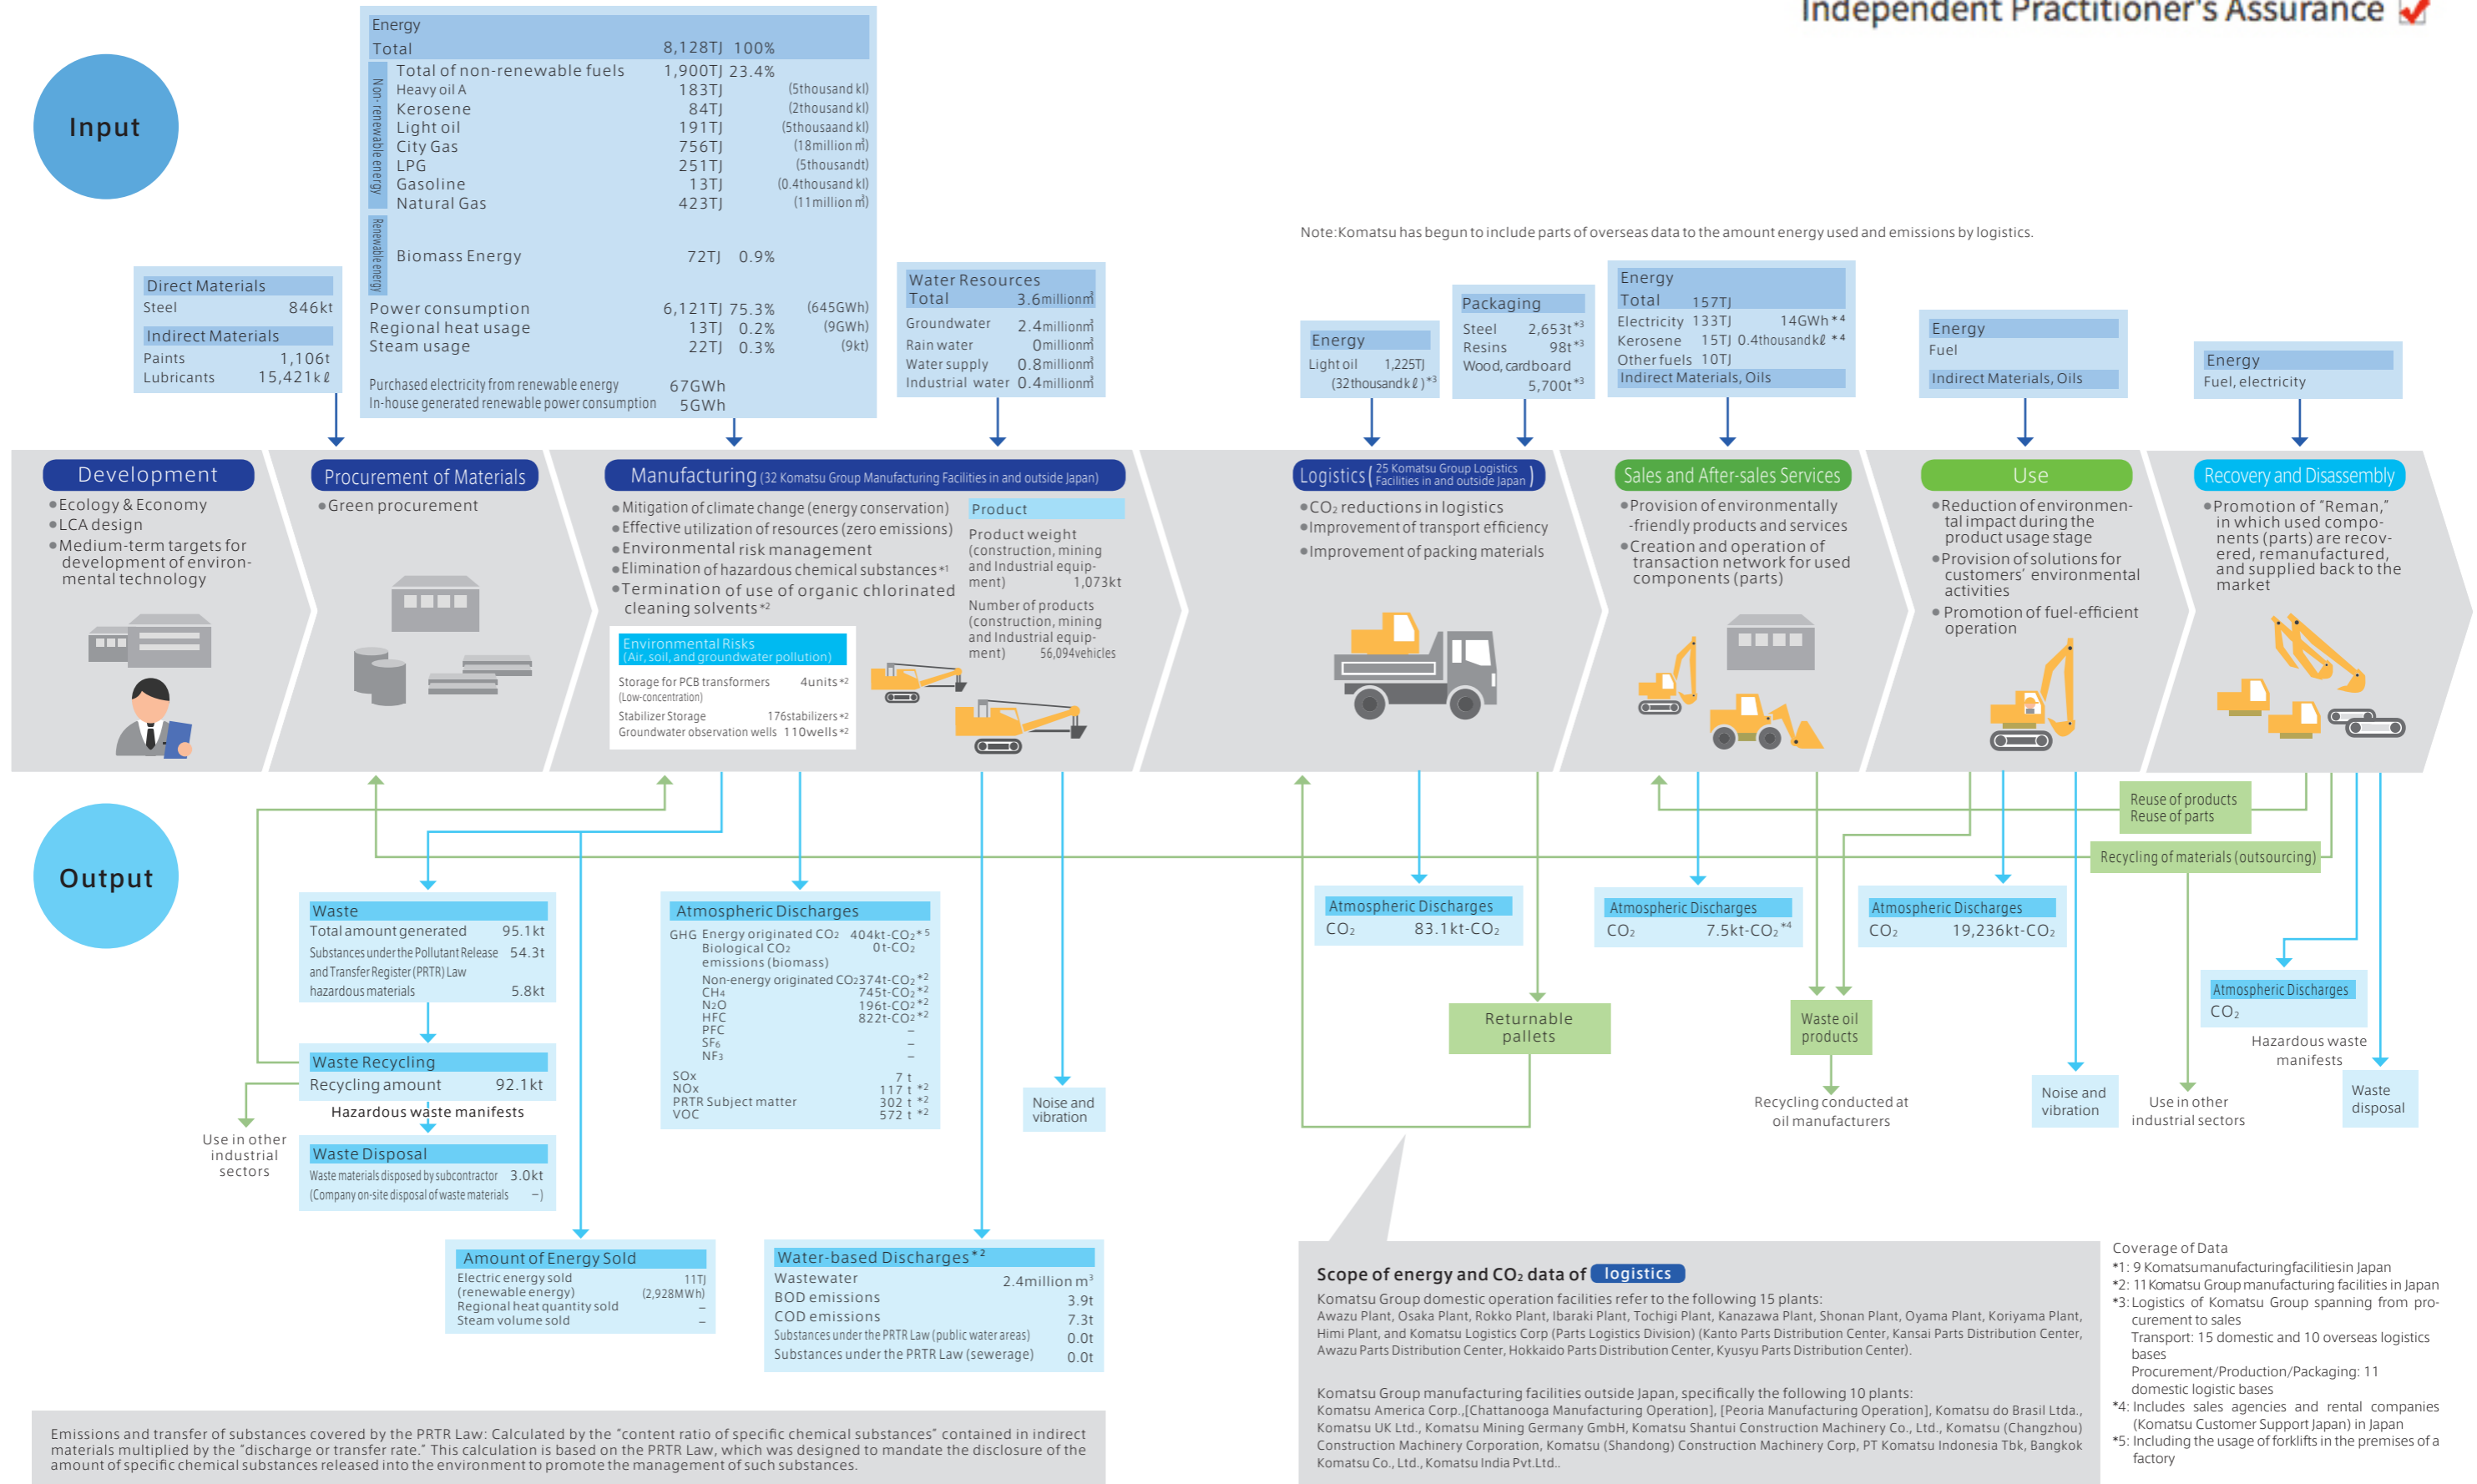 Independent Practitioner's Assurance
Input
Energy
Total 8,128TJ 100%
Non-renewable energy
Total of non-renewable fuels 1,900TJ 23.4%
Heavy oil A 183TJ (5thousand kl)
Kerosene 84TJ (2thousand kl)
Light oil 191TJ (5thousaand kl)
City Gas 756TJ (18million m³)
LPG 251TJ (5thousandt)
Gasoline 13TJ (0.4thousand kl)
Natural Gas 423TJ (11million m³)
Renewable energy
Biomass Energy 72TJ 0.9%
Power consumption 6,121TJ 75.3% (645GWh)
Regional heat usage 13TJ 0.2% (9GWh)
Steam usage 22TJ 0.3% (9kt)
Purchased electricity from renewable energy 67GWh
In-house generated renewable power consumption 5GWh
Direct Materials
Steel 846kt
Indirect Materials
Paints 1,106t
Lubricants 15,421kℓ
Water Resources
Total 3.6millionm³
Groundwater 2.4millionm³
Rain water 0millionm³
Water supply 0.8millionm³
Industrial water 0.4millionm³
Note:Komatsu has begun to include parts of overseas data to the amount energy used and emissions by logistics.
Energy
Light oil 1,225TJ
(32thousandkℓ)*3
Packaging
Steel 2,653t*3
Resins 98t*3
Wood, cardboard
5,700t*3
Energy
Total 157TJ
Electricity 133TJ 14GWh*4
Kerosene 15TJ 0.4thousandkℓ *4
Other fuels 10TJ
Indirect Materials, Oils
Energy
Fuel
Indirect Materials, Oils
Energy
Fuel, electricity
Development
●Ecology & Economy
●LCA design
●Medium-term targets for
development of environ-
mental technology
Procurement of Materials
●Green procurement
Manufacturing (32 Komatsu Group Manufacturing Facilities in and outside Japan)
●Mitigation of climate change (energy conservation)
●Effective utilization of resources (zero emissions)
●Environmental risk management
●Elimination of hazardous chemical substances*1
●Termination of use of organic chlorinated
cleaning solvents*2
Environmental Risks
(Air, soil, and groundwater pollution)
Storage for PCB transformers 4units*2
(Low-concentration)
Stabilizer Storage 176stabilizers*2
Groundwater observation wells 110wells*2
Product
Product weight
(construction, mining
and Industrial equip-
ment) 1,073kt
Number of products
(construction, mining
and Industrial equip-
ment) 56,094vehicles
Logistics (25 Komatsu Group Logistics
Facilities in and outside Japan)
●CO₂ reductions in logistics
●Improvement of transport efficiency
●Improvement of packing materials
Sales and After-sales Services
●Provision of environmentally
-friendly products and services
●Creation and operation of
transaction network for used
components (parts)
Use
●Reduction of environmen-
tal impact during the
product usage stage
●Provision of solutions for
customers' environmental
activities
●Promotion of fuel-efficient
operation
Recovery and Disassembly
●Promotion of "Reman,"
in which used compo-
nents (parts) are recov-
ered, remanufactured,
and supplied back to the
market
Output
Reuse of products
Reuse of parts
Recycling of materials (outsourcing)
Waste
Total amount generated 95.1kt
Substances under the Pollutant Release 54.3t
and Transfer Register (PRTR) Law
hazardous materials 5.8kt
Waste Recycling
Recycling amount 92.1kt
Hazardous waste manifests
Use in other
industrial
sectors
Waste Disposal
Waste materials disposed by subcontractor 3.0kt
(Company on-site disposal of waste materials –)
Atmospheric Discharges
GHG Energy originated CO₂ 404kt-CO₂*5
Biological CO₂ 0t-CO₂
emissions (biomass)
Non-energy originated CO₂374t-CO₂*2
CH₄ 745t-CO₂*2
N₂O 196t-CO₂*2
HFC 822t-CO₂*2
PFC –
SF₆ –
NF₃ –
SOx 7 t
NOx 117 t *2
PRTR Subject matter 302 t *2
VOC 572 t *2
Noise and
vibration
Amount of Energy Sold
Electric energy sold 11TJ
(renewable energy) (2,928MWh)
Regional heat quantity sold –
Steam volume sold –
Water-based Discharges*2
Wastewater 2.4million m³
BOD emissions 3.9t
COD emissions 7.3t
Substances under the PRTR Law (public water areas) 0.0t
Substances under the PRTR Law (sewerage) 0.0t
Atmospheric Discharges
CO₂ 83.1kt-CO₂
Returnable
pallets
Atmospheric Discharges
CO₂ 7.5kt-CO₂*4
Waste oil
products
Recycling conducted at
oil manufacturers
Atmospheric Discharges
CO₂ 19,236kt-CO₂
Noise and
vibration
Use in other
industrial sectors
Atmospheric Discharges
CO₂
Hazardous waste
manifests
Waste
disposal
Scope of energy and CO₂ data of logistics
Komatsu Group domestic operation facilities refer to the following 15 plants:
Awazu Plant, Osaka Plant, Rokko Plant, Ibaraki Plant, Tochigi Plant, Kanazawa Plant, Shonan Plant, Oyama Plant, Koriyama Plant,
Himi Plant, and Komatsu Logistics Corp (Parts Logistics Division) (Kanto Parts Distribution Center, Kansai Parts Distribution Center,
Awazu Parts Distribution Center, Hokkaido Parts Distribution Center, Kyusyu Parts Distribution Center).
Komatsu Group manufacturing facilities outside Japan, specifically the following 10 plants:
Komatsu America Corp.,[Chattanooga Manufacturing Operation], [Peoria Manufacturing Operation], Komatsu do Brasil Ltda.,
Komatsu UK Ltd., Komatsu Mining Germany GmbH, Komatsu Shantui Construction Machinery Co., Ltd., Komatsu (Changzhou)
Construction Machinery Corporation, Komatsu (Shandong) Construction Machinery Corp, PT Komatsu Indonesia Tbk, Bangkok
Komatsu Co., Ltd., Komatsu India Pvt.Ltd..
Coverage of Data
*1: 9 Komatsumanufacturingfacilitiesin Japan
*2: 11Komatsu Group manufacturing facilities in Japan
*3: Logistics of Komatsu Group spanning from pro-
curement to sales
Transport: 15 domestic and 10 overseas logistics
bases
Procurement/Production/Packaging: 11
domestic logistic bases
*4: Includes sales agencies and rental companies
(Komatsu Customer Support Japan) in Japan
*5: Including the usage of forklifts in the premises of a
factory
Emissions and transfer of substances covered by the PRTR Law: Calculated by the "content ratio of specific chemical substances" contained in indirect
materials multiplied by the "discharge or transfer rate." This calculation is based on the PRTR Law, which was designed to mandate the disclosure of the
amount of specific chemical substances released into the environment to promote the management of such substances.